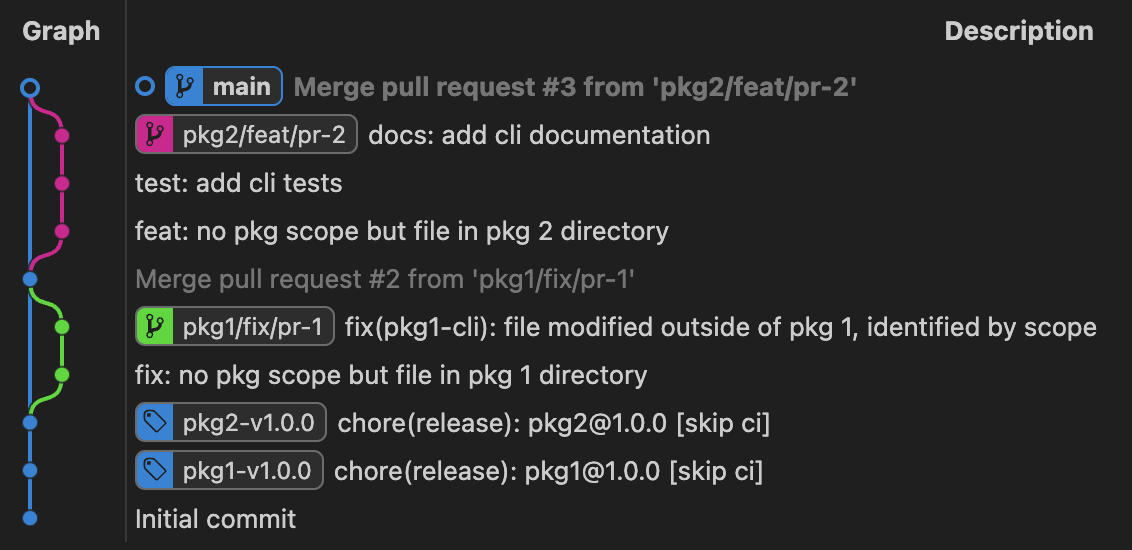 Graph Description
main Merge pull request #3 from 'pkg2/feat/pr-2'
pkg2/feat/pr-2 docs: add cli documentation
test: add cli tests
feat: no pkg scope but file in pkg 2 directory
Merge pull request #2 from 'pkg1/fix/pr-1'
pkg1/fix/pr-1 fix(pkg1-cli): file modified outside of pkg 1, identified by scope
fix: no pkg scope but file in pkg 1 directory
pkg2-v1.0.0 chore(release): pkg2@1.0.0 [skip ci]
pkg1-v1.0.0 chore(release): pkg1@1.0.0 [skip ci]
Initial commit